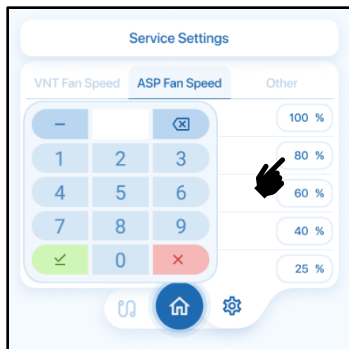 Service Settings
VNT Fan Speed ASP Fan Speed Other
– 100 %
1 2 3 80 %
4 5 6 60 %
7 8 9 40 %
0 25 %